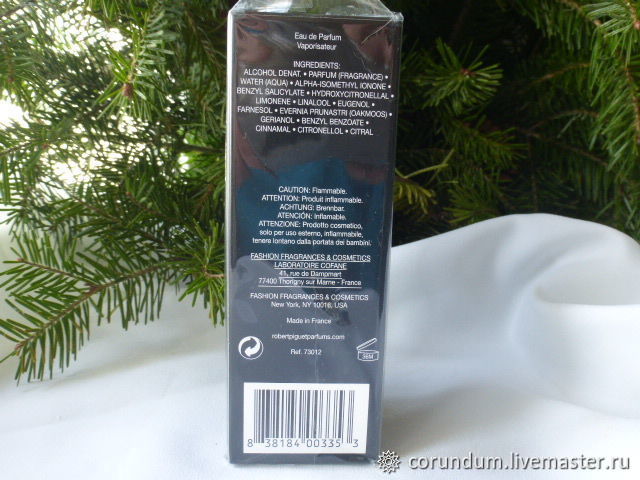 Eau de Parfum
Vaporisateur
INGREDIENTS:
ALCOHOL DENAT. • PARFUM (FRAGRANCE) •
WATER (AQUA) • ALPHA-ISOMETHYL IONONE •
BENZYL SALICYLATE • HYDROXYCITRONELLAL •
LIMONENE • LINALOOL • EUGENOL •
FARNESOL • EVERNIA PRUNASTRI (OAKMOOS) •
GERIANOL • BENZYL BENZOATE •
CINNAMAL • CITRONELLOL • CITRAL
CAUTION: Flammable.
ATTENTION: Produit inflammable.
ACHTUNG: Brennbar.
ATENCIÓN: Inflamable.
ATTENZIONE: Prodotto cosmetico,
solo per uso esterno, infiammabile,
tenera lontano dalla portata dei bambini.
FASHION FRAGRANCES & COSMETICS
LABORATOIRE COFANE
41, rue de Dampmart
77400 Thorigny sur Marne - France
FASHION FRAGRANCES & COSMETICS
New York, NY 10016, USA
Made in France
robertpiguetparfums.com
Ref. 73012
36M
8 38184 00335 3
corundum.livemaster.ru